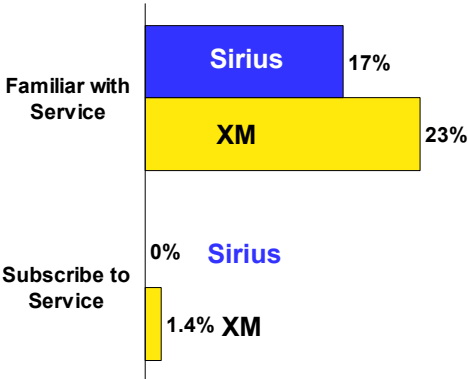 Sirius
17%
Familiar with
Service
XM
23%
0% Sirius
Subscribe to
Service
1.4% XM